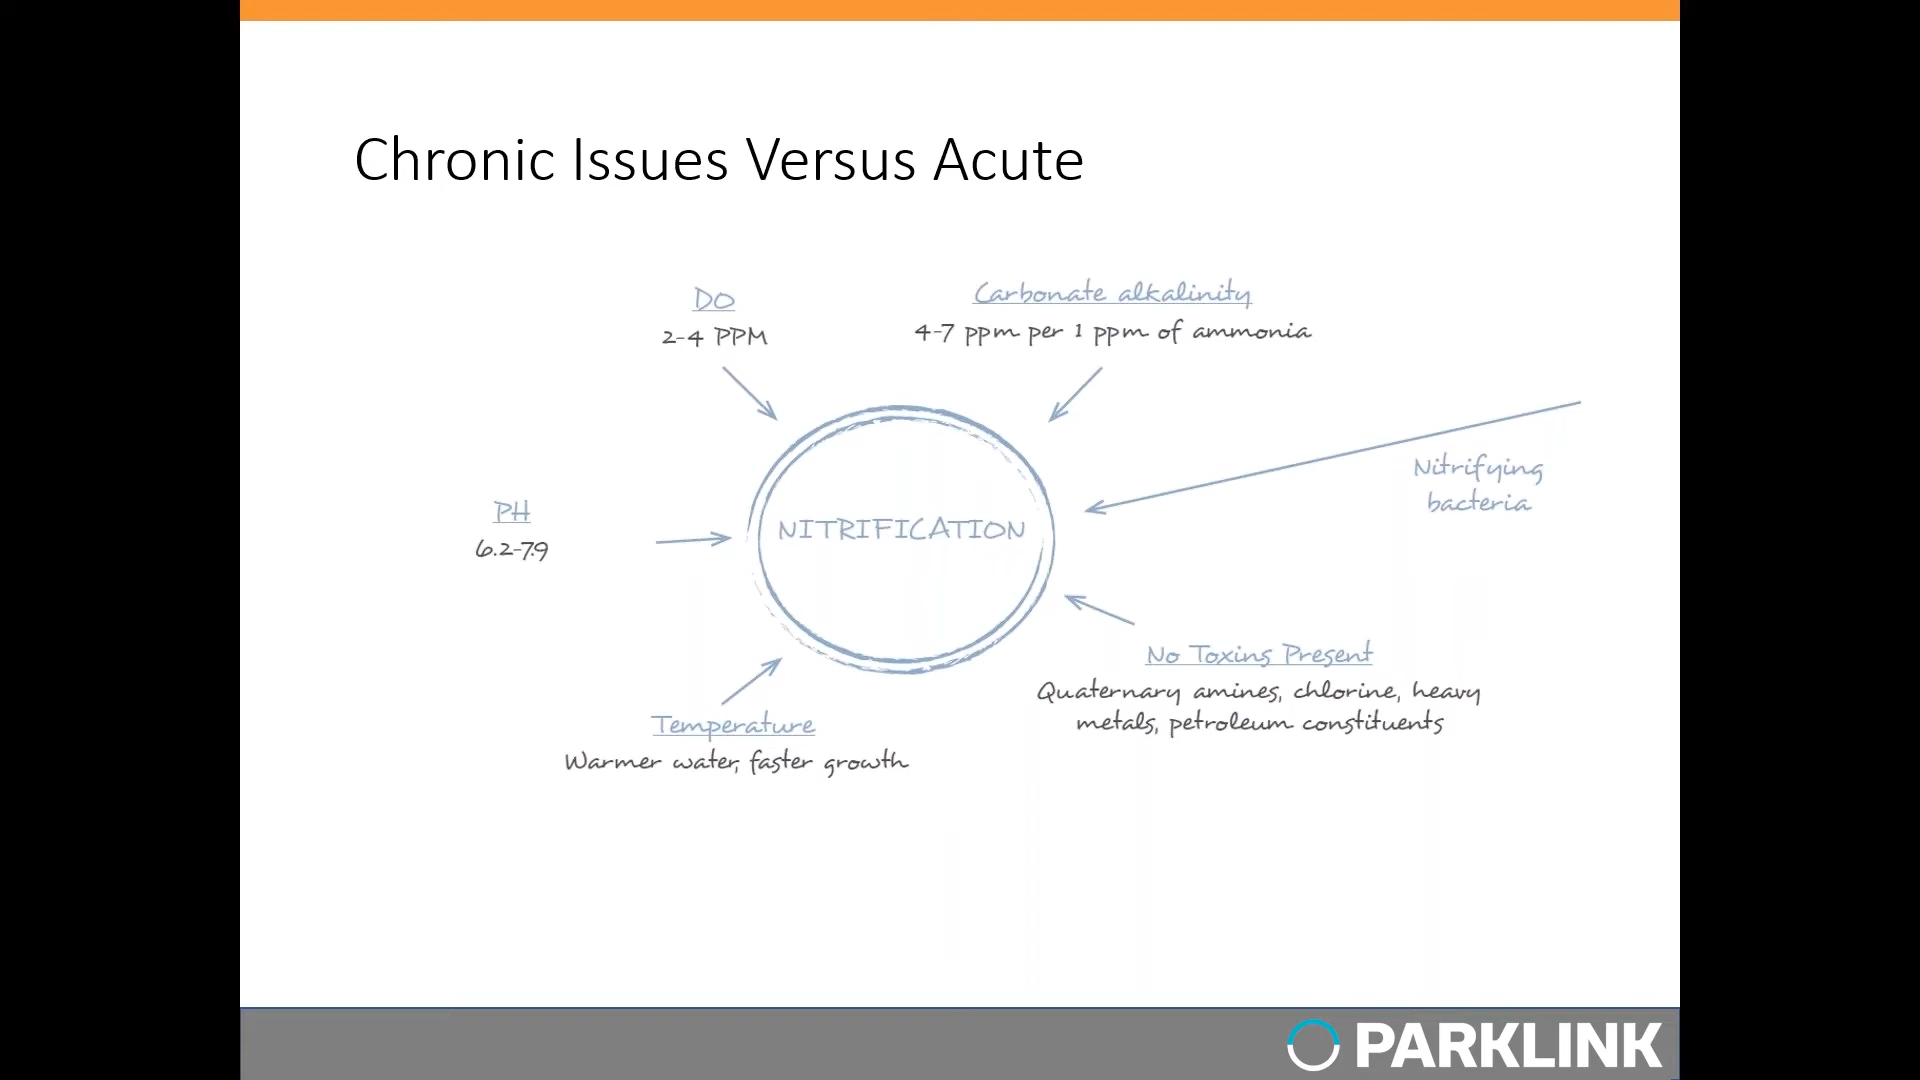 Chronic Issues Versus Acute
DO
2-4 PPM
Carbonate alkalinity
4-7 ppm per 1 ppm of ammonia
Nitrifying
bacteria
PH
6.2-7.9
NITRIFICATION
No Toxins Present
Quaternary amines, chlorine, heavy
metals, petroleum constituents
Temperature
Warmer water, faster growth
PARKLINK